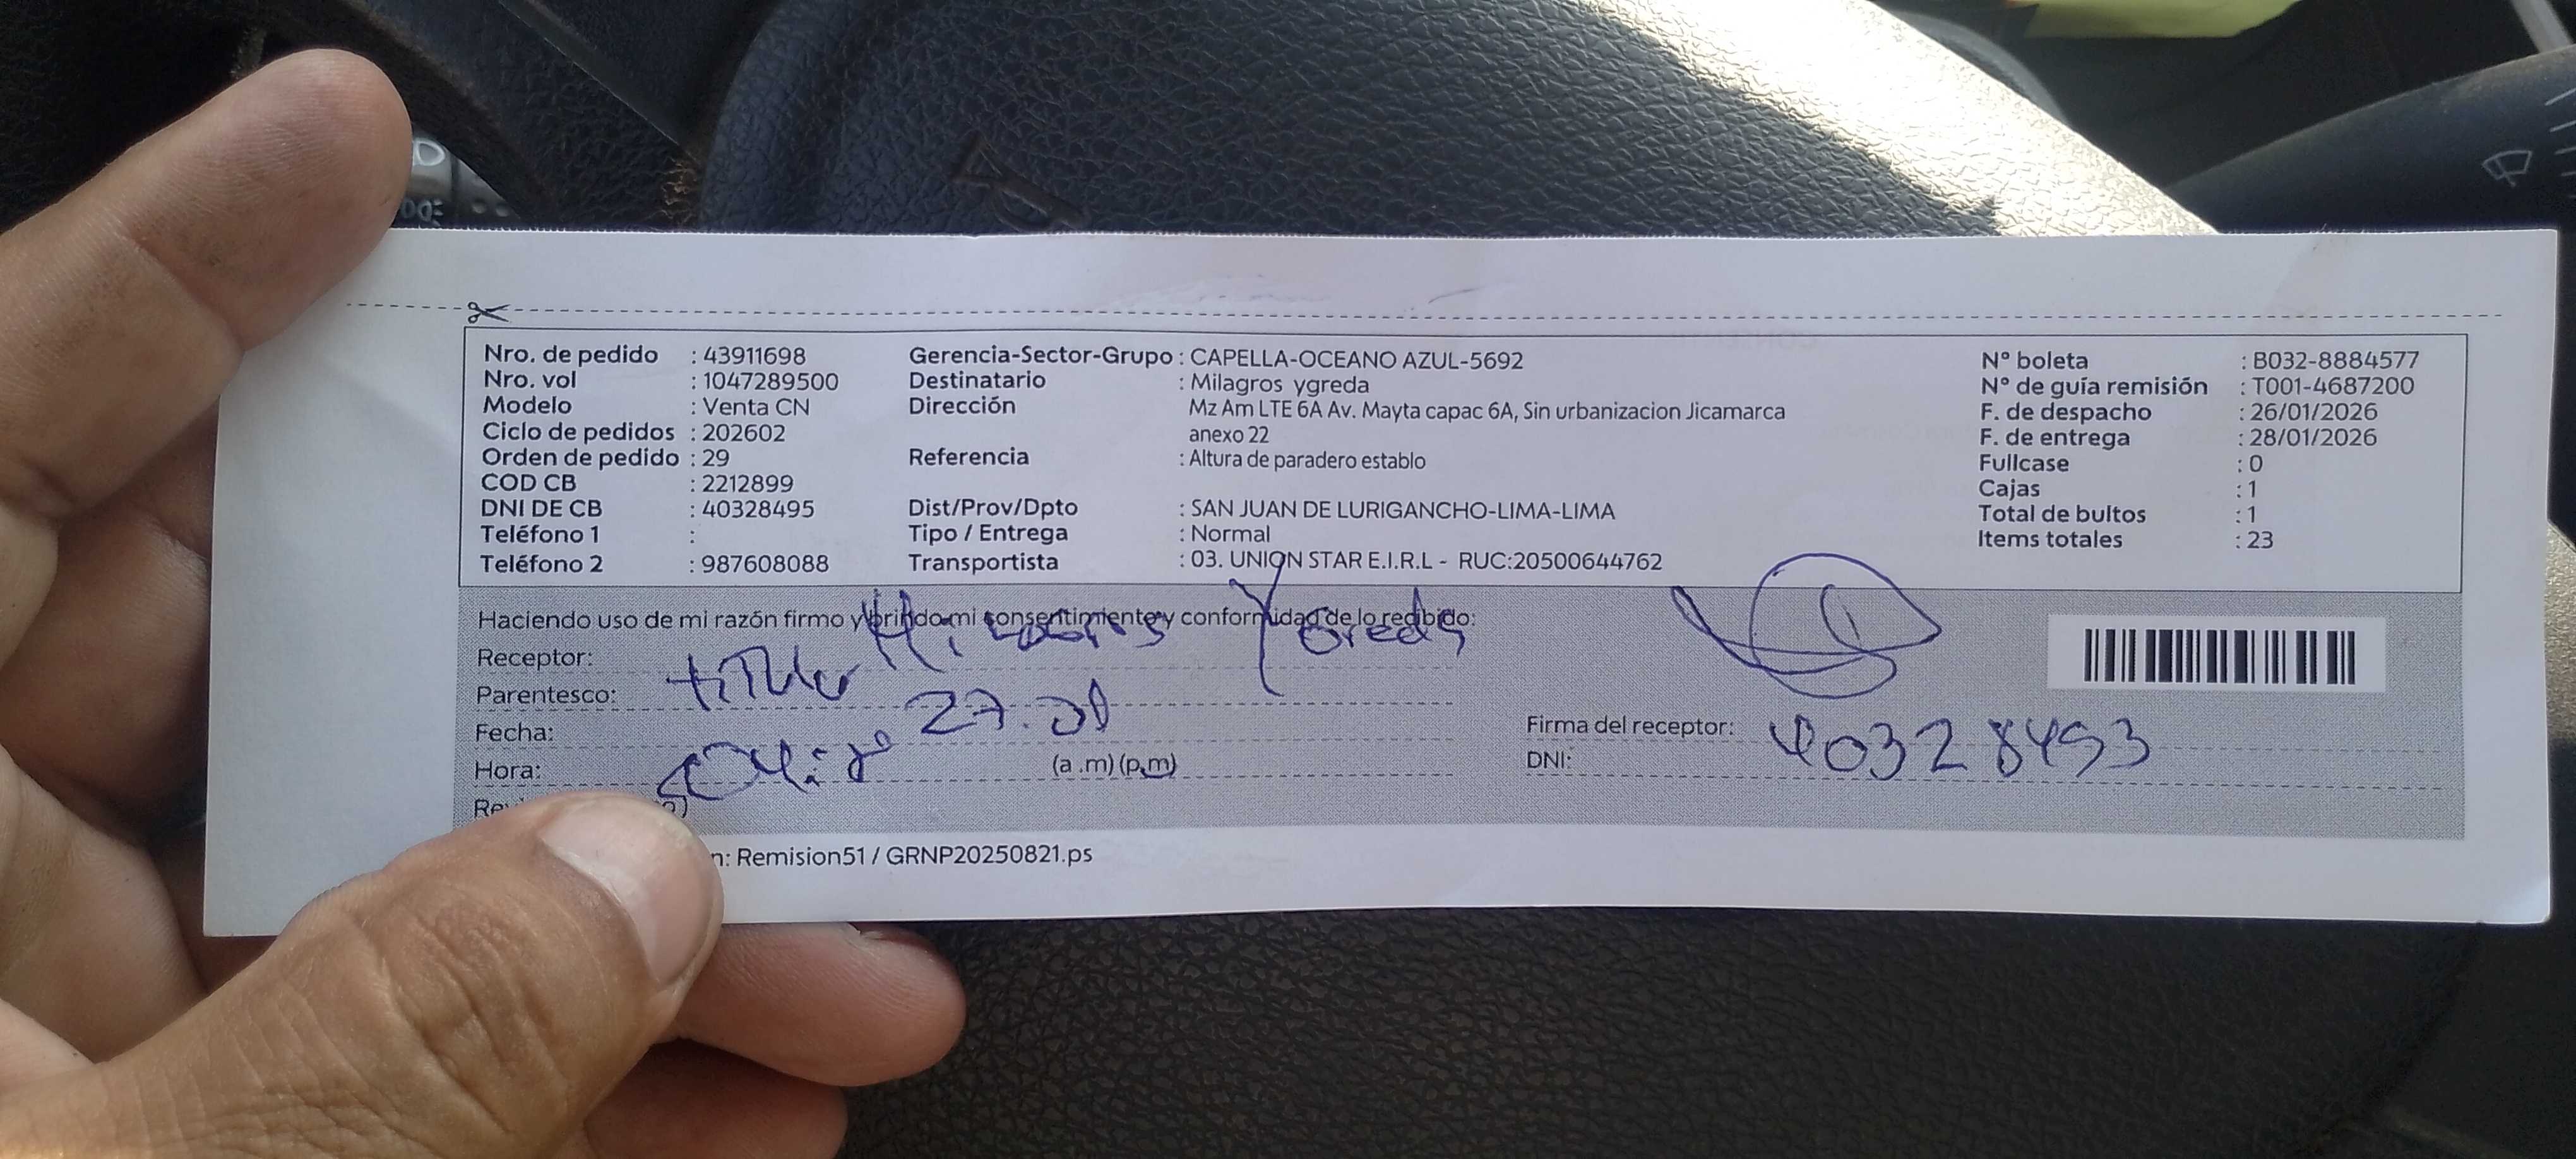 Nro. de pedido : 43911698 Gerencia-Sector-Grupo : CAPELLA-OCEANO AZUL-5692 N° boleta : B032-8884577
Nro. vol : 1047289500 Destinatario : Milagros ygreda N° de guía remisión : T001-4687200
Modelo : Venta CN Dirección Mz Am LTE 6A Av. Mayta capac 6A, Sin urbanizacion Jicamarca F. de despacho : 26/01/2026
Ciclo de pedidos : 202602 anexo 22 F. de entrega : 28/01/2026
Orden de pedido : 29 Referencia : Altura de paradero establo Fullcase : 0
COD CB : 2212899 Cajas : 1
DNI DE CB : 40328495 Dist/Prov/Dpto : SAN JUAN DE LURIGANCHO-LIMA-LIMA Total de bultos : 1
Teléfono 1 : Tipo / Entrega : Normal Items totales : 23
Teléfono 2 : 987608088 Transportista : 03. UNION STAR E.I.R.L - RUC:20500644762
Haciendo uso de mi razón firmo y brindo mi consentimiento y conformidad de lo recibido:
Receptor:
Parentesco:
Fecha: 27.01
Firma del receptor:
Hora: (a .m) (p.m)
DNI: 40328493
n: Remision51 / GRNP20250821.ps